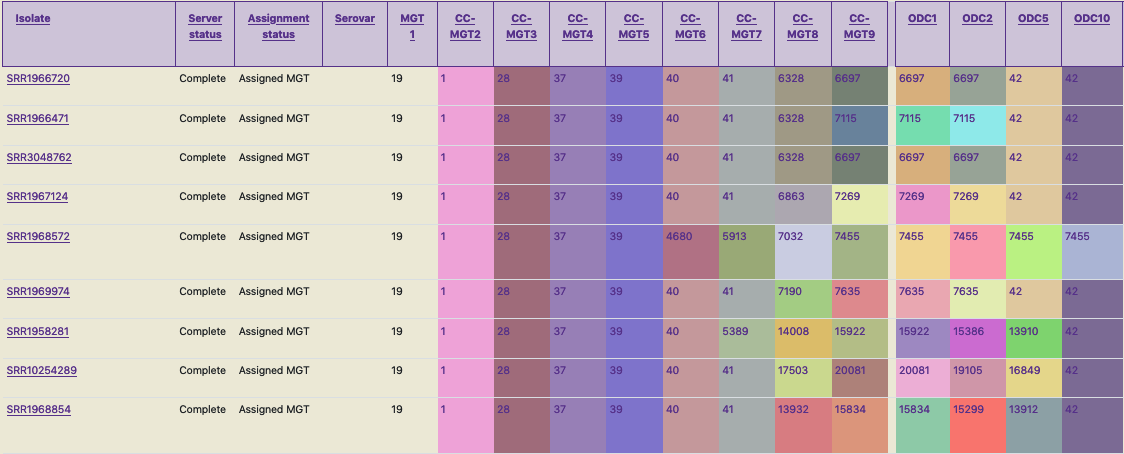 Isolate Server status Assignment status Serovar MGT 1 CC-MGT2 CC-MGT3 CC-MGT4 CC-MGT5 CC-MGT6 CC-MGT7 CC-MGT8 CC-MGT9 ODC1 ODC2 ODC5 ODC10
SRR1966720 Complete Assigned MGT 19 1 28 37 39 40 41 6328 6697 6697 6697 42 42
SRR1966471 Complete Assigned MGT 19 1 28 37 39 40 41 6328 7115 7115 7115 42 42
SRR3048762 Complete Assigned MGT 19 1 28 37 39 40 41 6328 6697 6697 6697 42 42
SRR1967124 Complete Assigned MGT 19 1 28 37 39 40 41 6863 7269 7269 7269 42 42
SRR1968572 Complete Assigned MGT 19 1 28 37 39 4680 5913 7032 7455 7455 7455 7455 7455
SRR1969974 Complete Assigned MGT 19 1 28 37 39 40 41 7190 7635 7635 7635 42 42
SRR1958281 Complete Assigned MGT 19 1 28 37 39 40 5389 14008 15922 15922 15386 13910 42
SRR10254289 Complete Assigned MGT 19 1 28 37 39 40 41 17503 20081 20081 19105 16849 42
SRR1968854 Complete Assigned MGT 19 1 28 37 39 40 41 13932 15834 15834 15299 13912 42